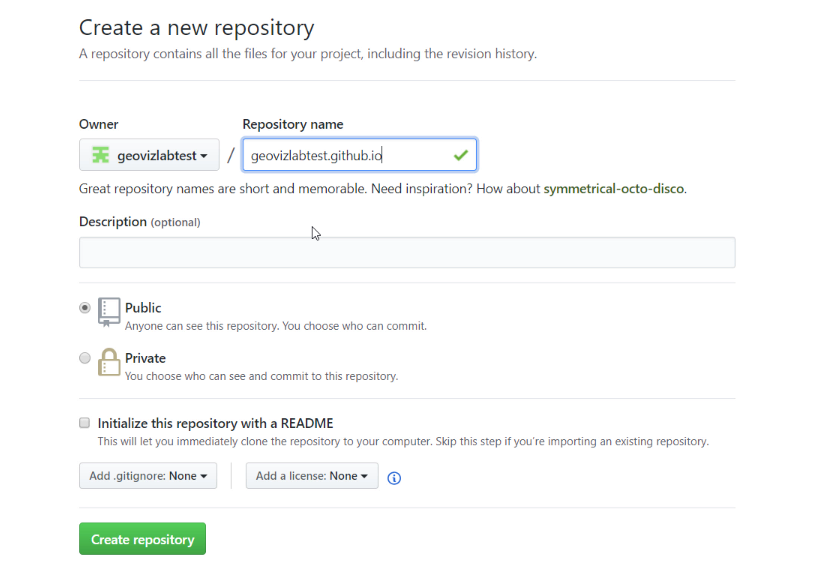 Create a new repository
A repository contains all the files for your project, including the revision history.
Owner
Repository name
geovizlabtest / geovizlabtest.github.io
Great repository names are short and memorable. Need inspiration? How about symmetrical-octo-disco.
Description (optional)
Public
Anyone can see this repository. You choose who can commit.
Private
You choose who can see and commit to this repository.
Initialize this repository with a README
This will let you immediately clone the repository to your computer. Skip this step if you're importing an existing repository.
Add .gitignore: None
Add a license: None
Create repository